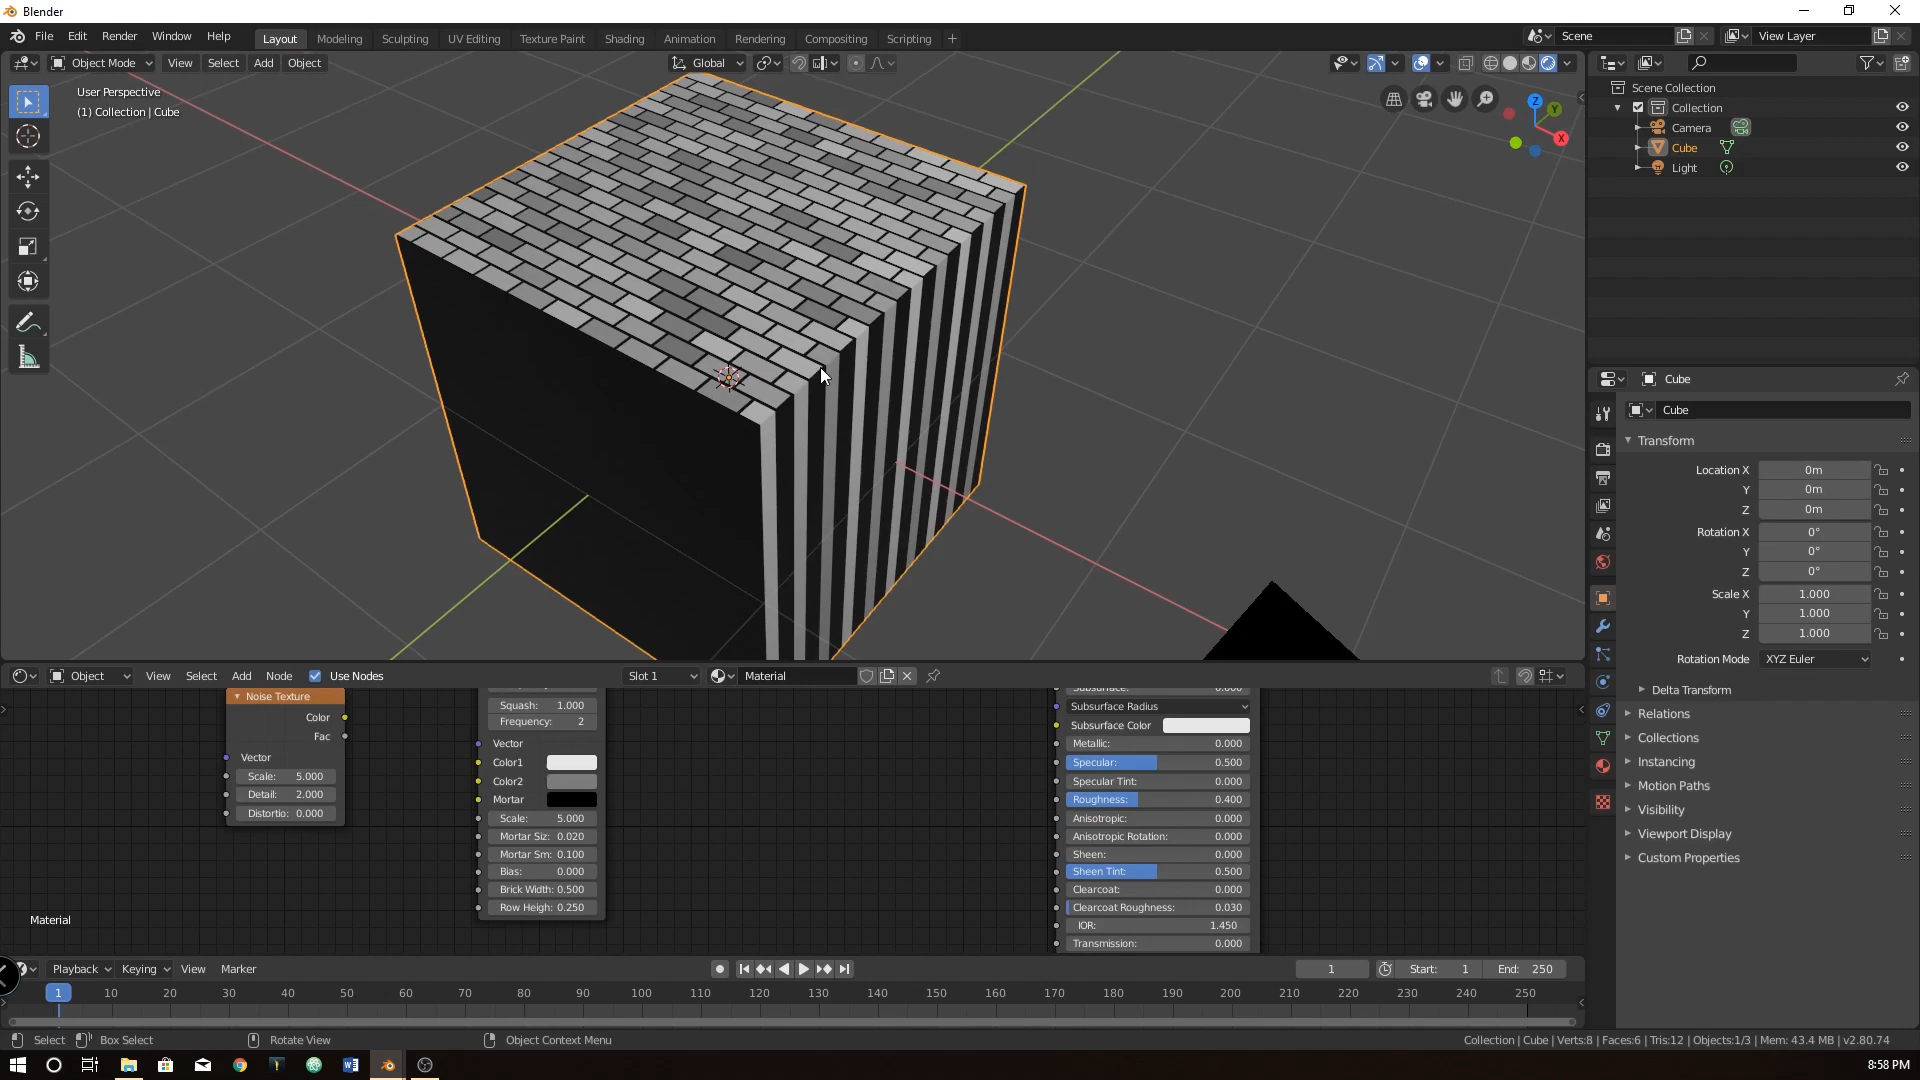 Blender
File Edit Render Window Help
Layout Modeling Sculpting UV Editing Texture Paint Shading Animation Rendering Compositing Scripting +
Scene
View Layer
Object Mode View Select Add Object
Global
User Perspective
(1) Collection | Cube
Z
Y
X
Scene Collection
Collection
Camera
Cube
Light
Cube
Cube
Transform
Location X 0m
Y 0m
Z 0m
Rotation X 0°
Y 0°
Z 0°
Scale X 1.000
Y 1.000
Z 1.000
Rotation Mode XYZ Euler
Delta Transform
Relations
Collections
Instancing
Motion Paths
Visibility
Viewport Display
Custom Properties
Object View Select Add Node Use Nodes
Slot 1
Material
Noise Texture
Color
Fac
Vector
Scale: 5.000
Detail: 2.000
Distortio: 0.000
Squash: 1.000
Frequency: 2
Vector
Color1
Color2
Mortar
Scale: 5.000
Mortar Siz: 0.020
Mortar Sm: 0.100
Bias: 0.000
Brick Width: 0.500
Row Heigh: 0.250
Subsurface: 0.000
Subsurface Radius
Subsurface Color
Metallic: 0.000
Specular: 0.500
Specular Tint: 0.000
Roughness: 0.400
Anisotropic: 0.000
Anisotropic Rotation: 0.000
Sheen: 0.000
Sheen Tint: 0.500
Clearcoat: 0.000
Clearcoat Roughness: 0.030
IOR: 1.450
Transmission: 0.000
Material
Playback Keying View Marker
1
Start: 1 End: 250
1 10 20 30 40 50 60 70 80 90 100 110 120 130 140 150 160 170 180 190 200 210 220 230 240 250
Select Box Select Rotate View Object Context Menu
Collection | Cube | Verts:8 | Faces:6 | Tris:12 | Objects:1/3 | Mem: 43.4 MB | v2.80.74
8:58 PM